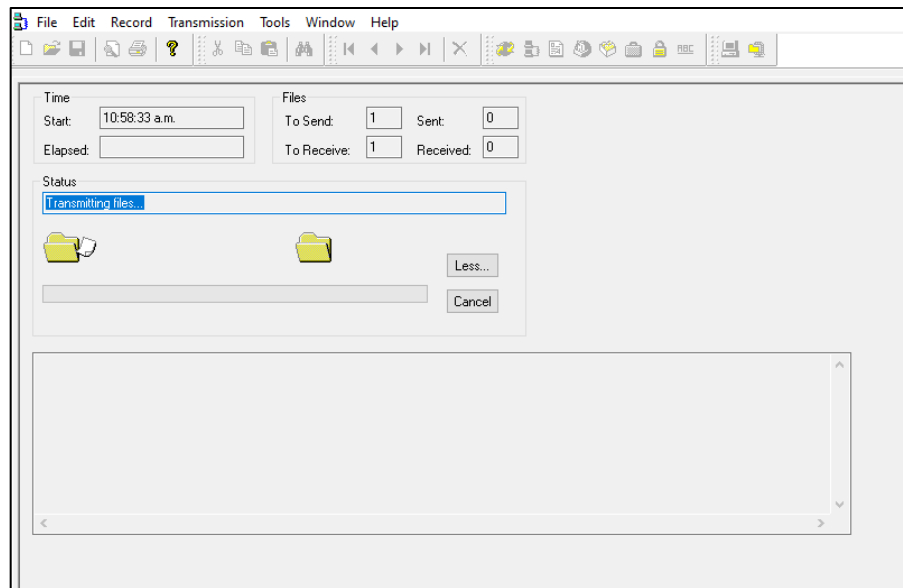 File Edit Record Transmission Tools Window Help
ABC
Time
Start: 10:58:33 a.m.
Elapsed:
Files
To Send: 1 Sent: 0
To Receive: 1 Received: 0
Status
Transmitting files...
Less...
Cancel